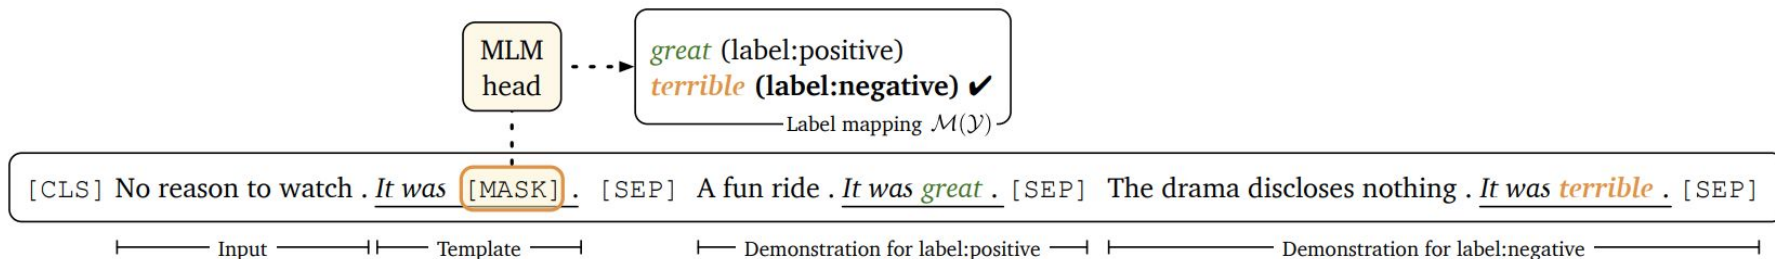 MLM
head
great (label:positive)
terrible (label:negative) ✔
Label mapping M(Y)
[CLS] No reason to watch . It was [MASK] . [SEP] A fun ride . It was great . [SEP] The drama discloses nothing . It was terrible . [SEP]
Input Template Demonstration for label:positive Demonstration for label:negative